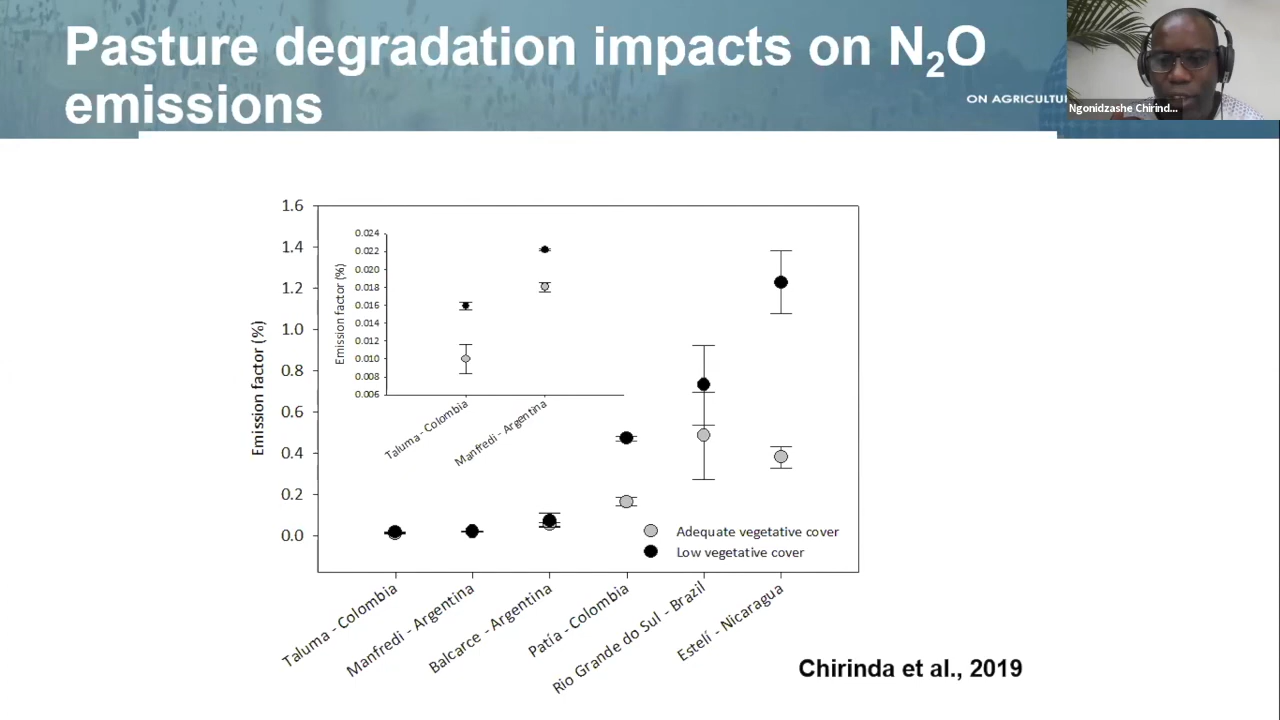 Pasture degradation impacts on N₂O
emissions
ON AGRICULTU
Ngonidzashe Chirind...
1.6
1.4
1.2
1.0
0.8
0.6
0.4
0.2
0.0
Emission factor (%)
0.024
0.022
0.020
0.018
0.016
0.014
0.012
0.010
0.008
0.006
Emission factor (%)
Taluma - Colombia
Manfredi - Argentina
Adequate vegetative cover
Low vegetative cover
Taluma - Colombia
Manfredi - Argentina
Balcarce - Argentina
Patía - Colombia
Rio Grande do Sul - Brazil
Estelí - Nicaragua
Chirinda et al., 2019